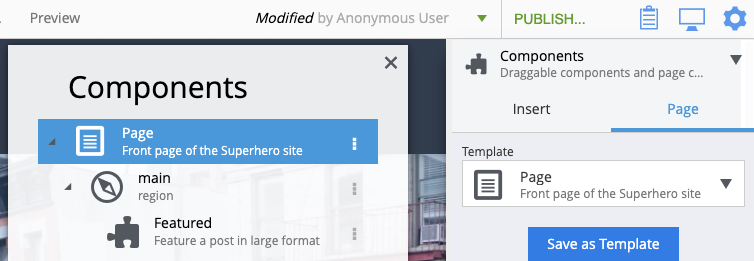 Preview
Modified by Anonymous User
PUBLISH...
Components
Page
Front page of the Superhero site
main
region
Featured
Feature a post in large format
Components
Draggable components and page c...
Insert
Page
Template
Page
Front page of the Superhero site
Save as Template